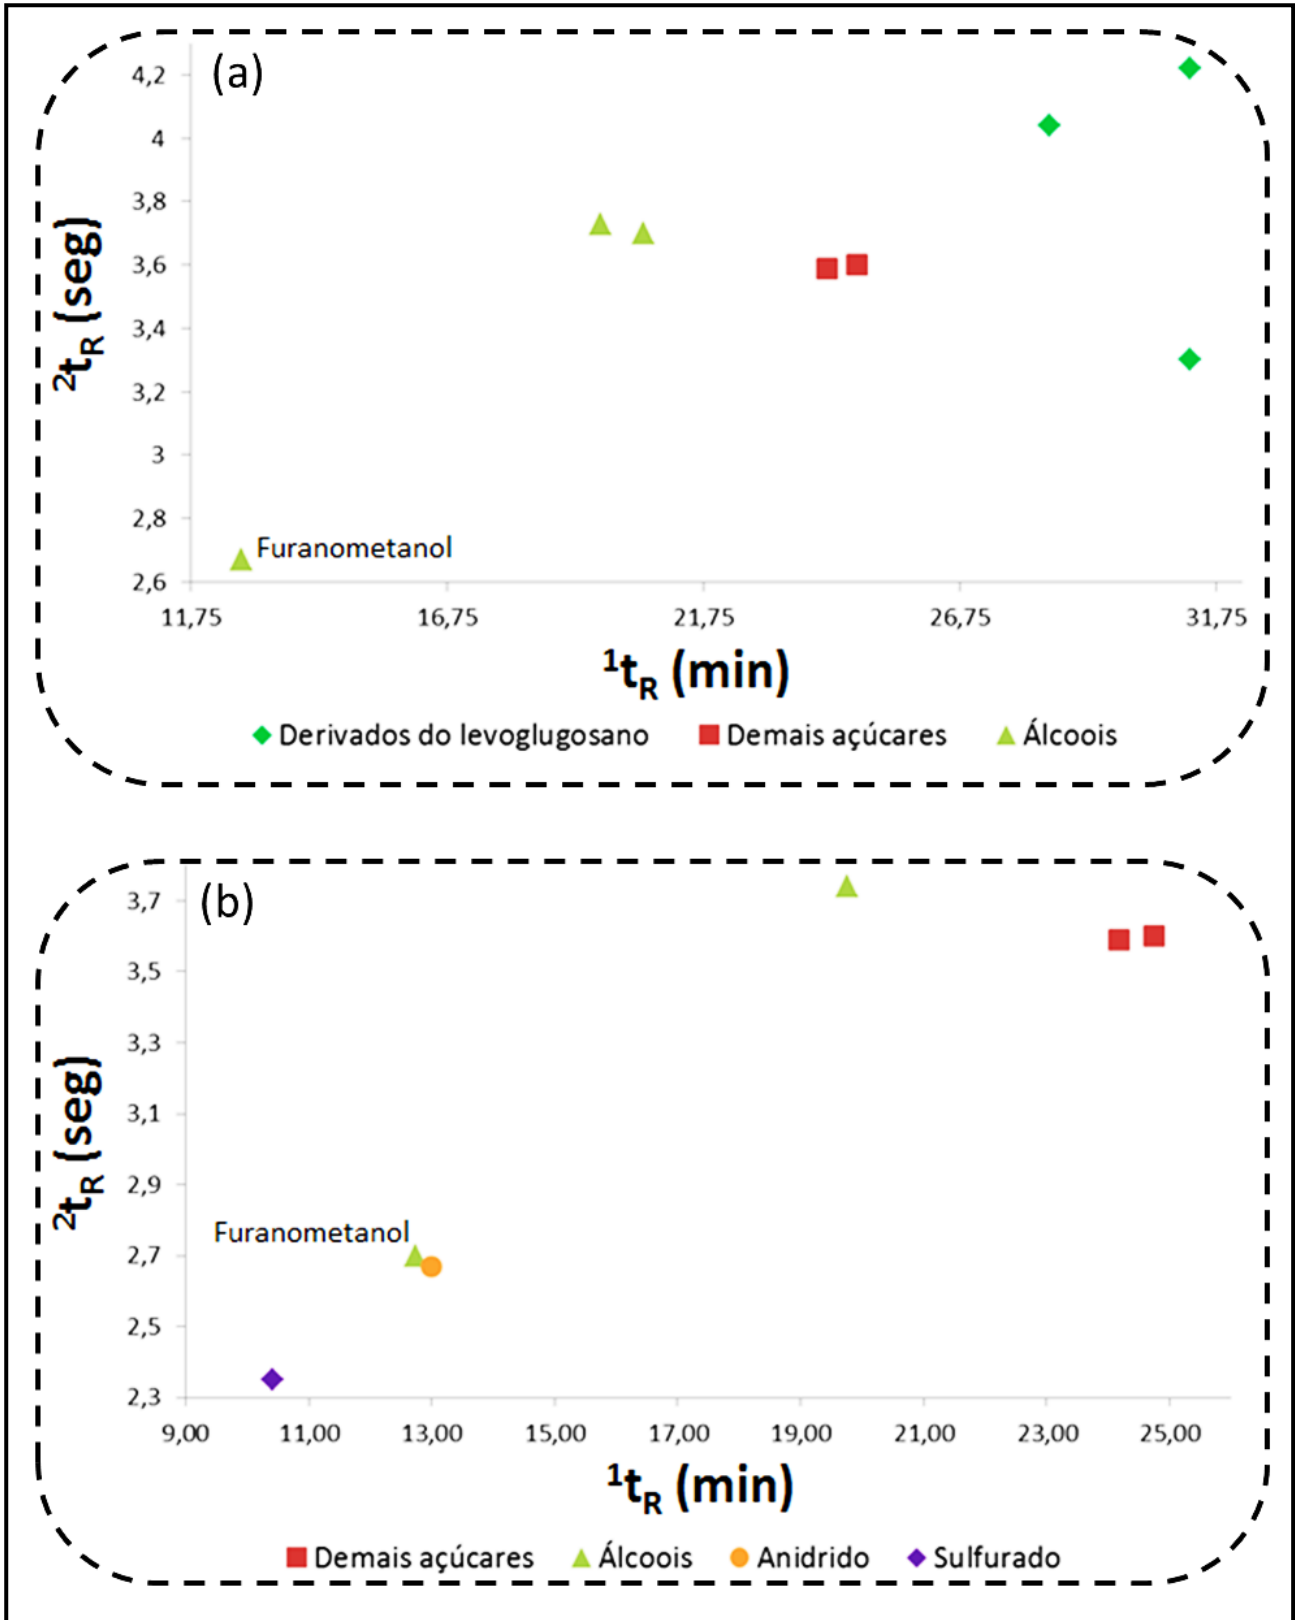 (a)
4,2
4
3,8
3,6
3,4
3,2
3
2,8
2,6
²tR (seg)
Furanometanol
11,75 16,75 21,75 26,75 31,75
¹tR (min)
Derivados do levoglugosano Demais açúcares Álcoois
(b)
3,7
3,5
3,3
3,1
2,9
2,7
2,5
2,3
²tR (seg)
Furanometanol
9,00 11,00 13,00 15,00 17,00 19,00 21,00 23,00 25,00
¹tR (min)
Demais açúcares Álcoois Anidrido Sulfurado